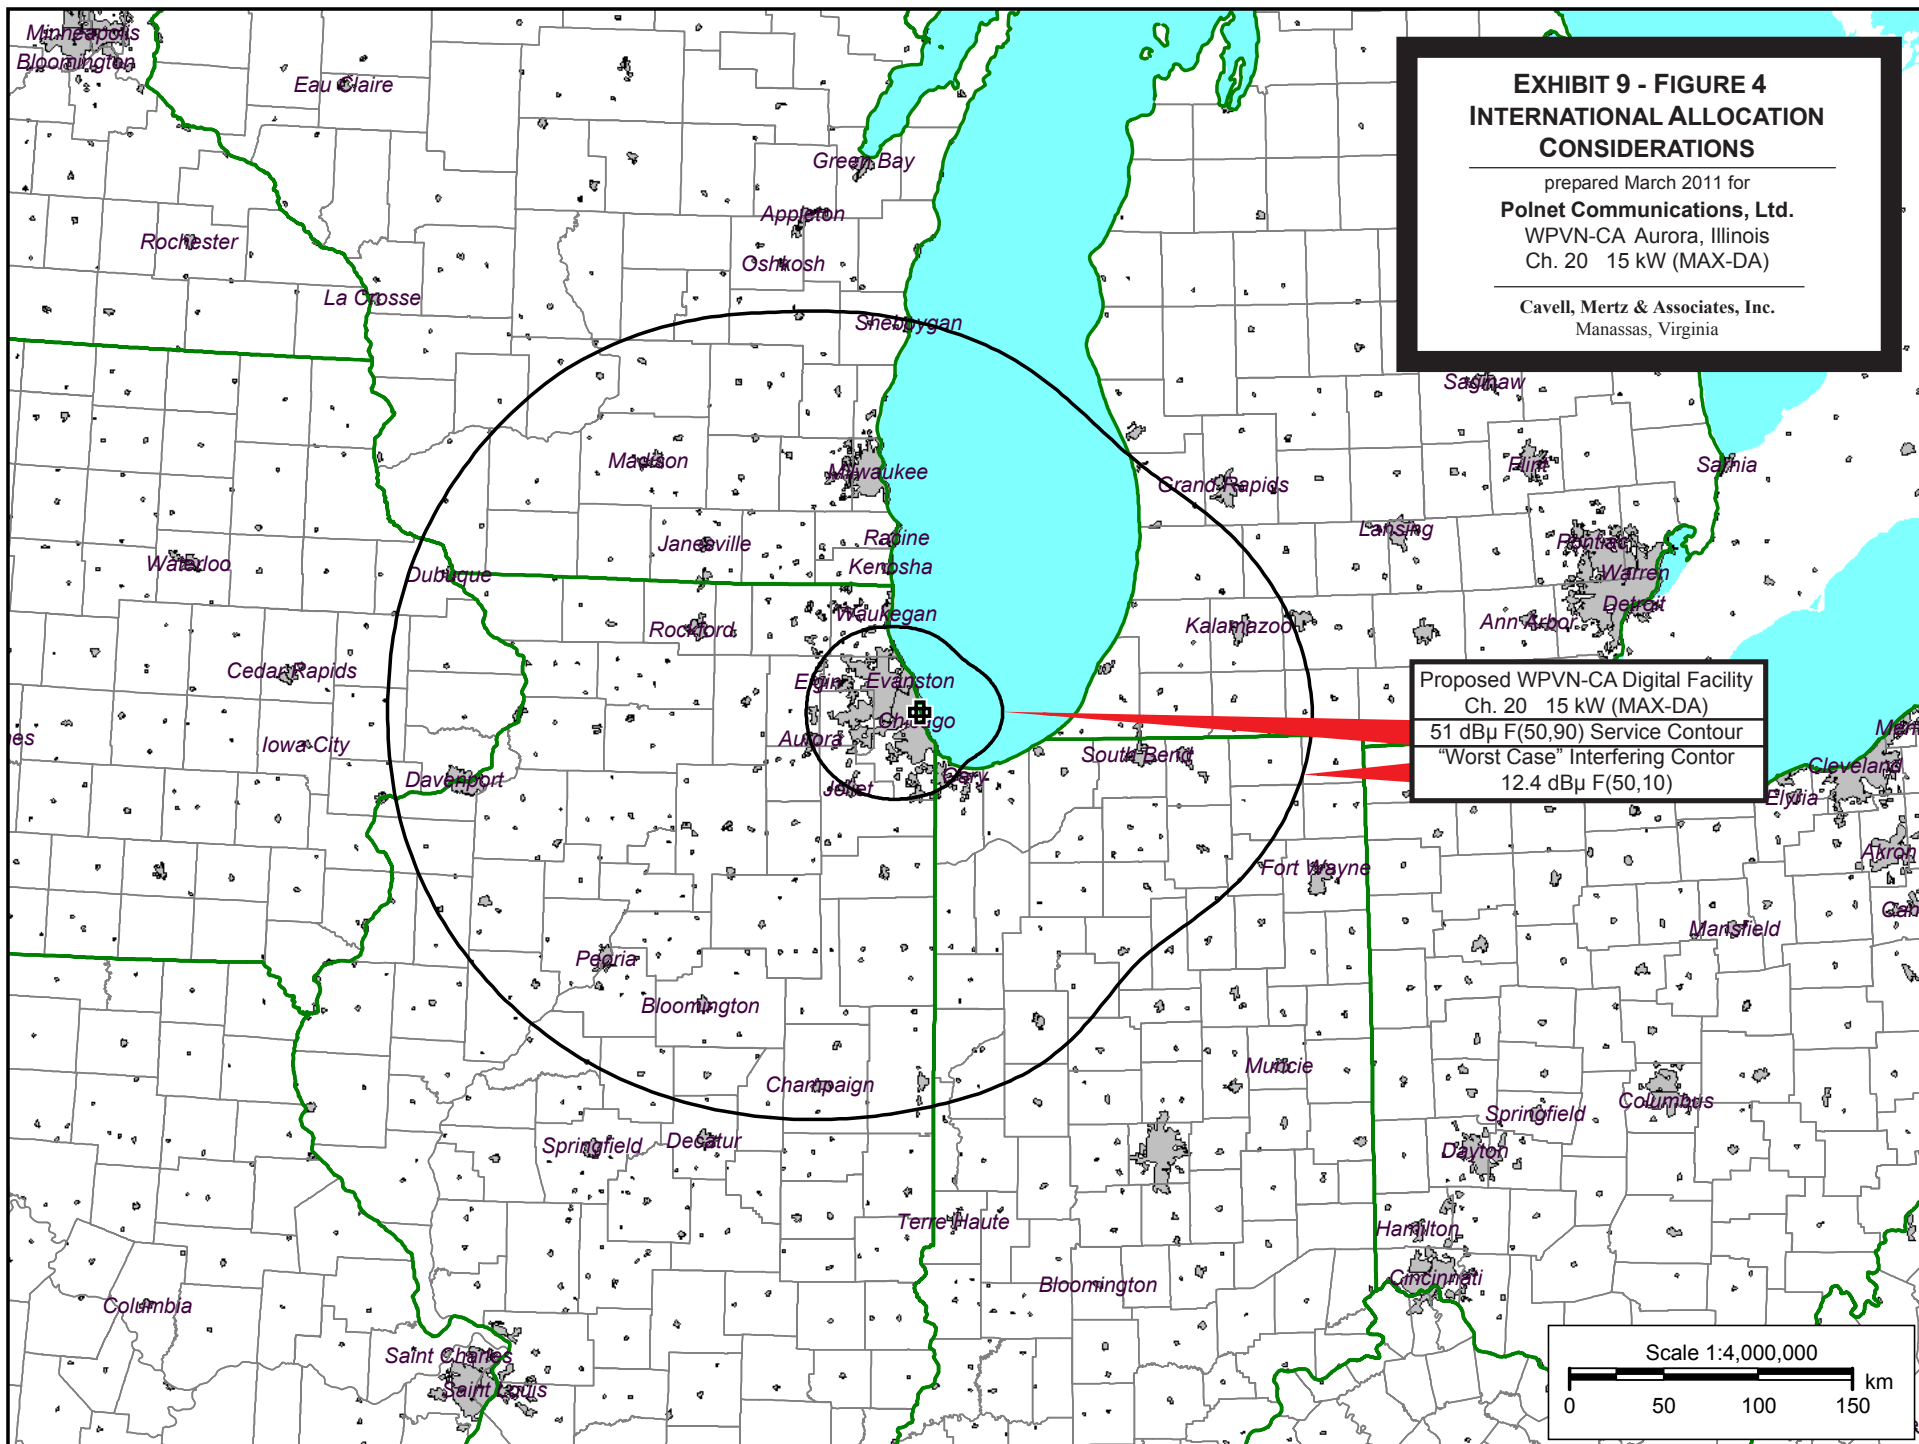 EXHIBIT 9 - FIGURE 4
INTERNATIONAL ALLOCATION
CONSIDERATIONS
prepared March 2011 for
Polnet Communications, Ltd.
WPVN-CA Aurora, Illinois
Ch. 20 15 kW (MAX-DA)
Cavell, Mertz & Associates, Inc.
Manassas, Virginia
Minneapolis
Bloomington
Eau Claire
Green Bay
Appleton
Rochester
Oshkosh
La Crosse
Sheboygan
Saginaw
Madison
Milwaukee
Grand Rapids
Flint
Sarnia
Lansing
Pontiac
Racine
Janesville
Waterloo
Kenosha
Dubuque
Warren
Detroit
Waukegan
Rockford
Kalamazoo
Ann Arbor
Cedar Rapids
Elgin
Evanston
Chicago
Proposed WPVN-CA Digital Facility
Ch. 20 15 kW (MAX-DA)
51 dBµ F(50,90) Service Contour
"Worst Case" Interfering Contor
12.4 dBµ F(50,10)
es
Iowa City
Aurora
South Bend
Men
Cleveland
Davenport
Joliet
Gary
Elyria
Akron
Fort Wayne
Can
Mansfield
Peoria
Bloomington
Muncie
Champaign
Columbus
Springfield
Springfield
Decatur
Dayton
Terre Haute
Hamilton
Cincinnati
Bloomington
Columbia
Saint Charles
Saint Louis
Scale 1:4,000,000
km
0 50 100 150